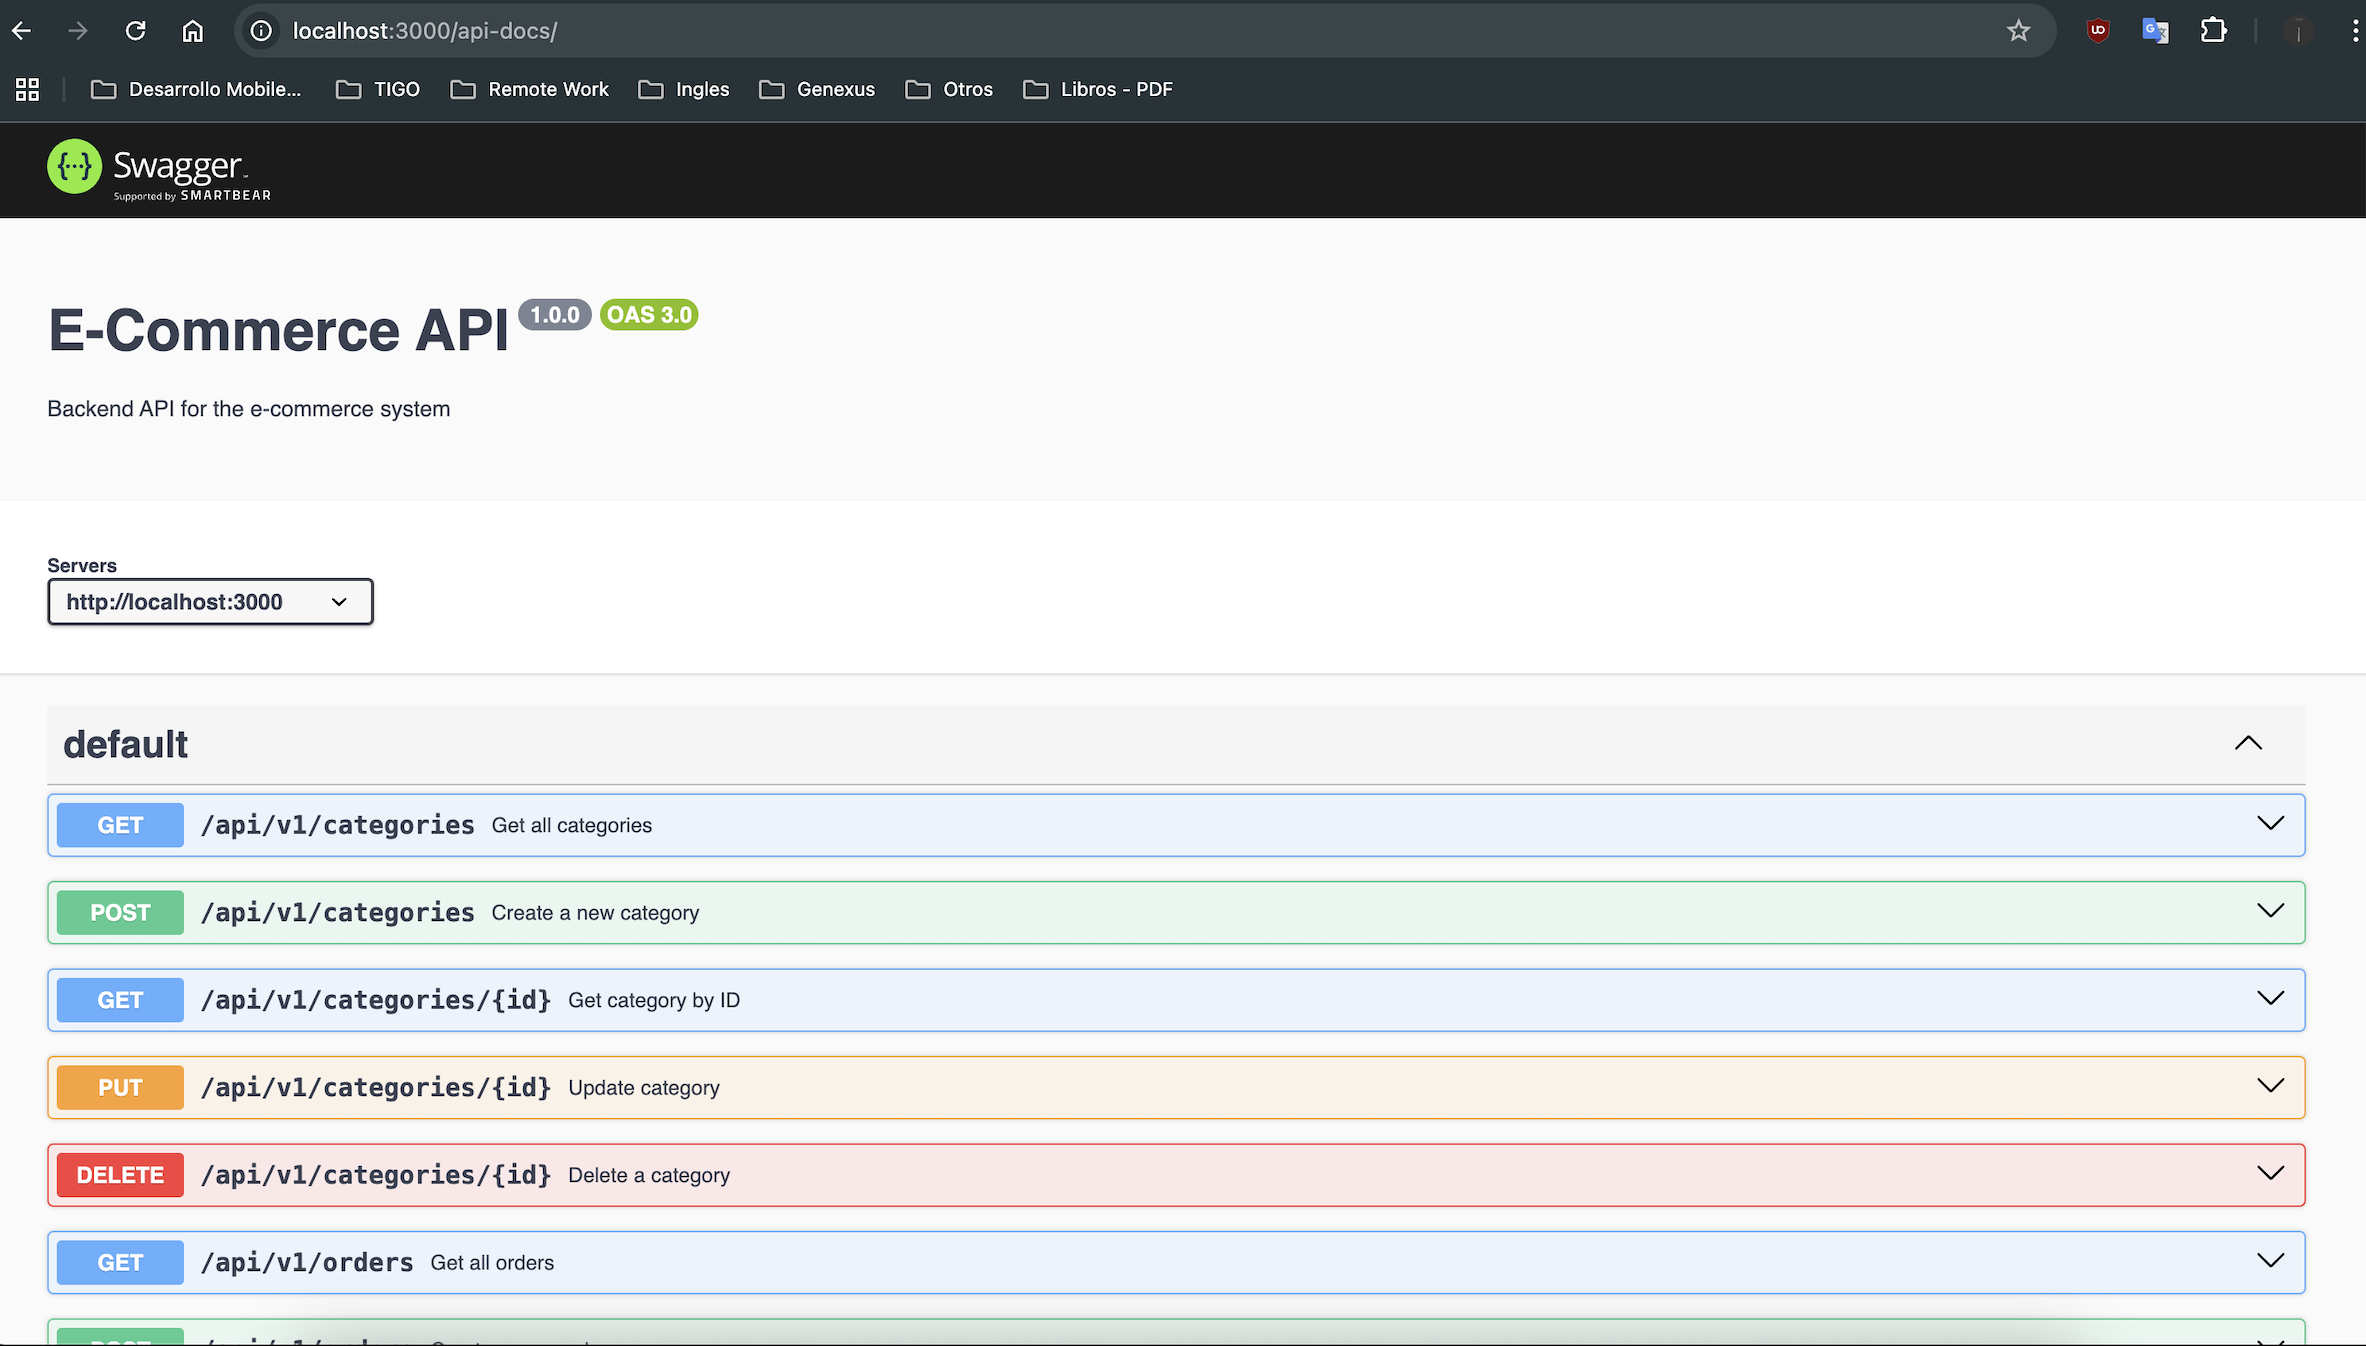 localhost:3000/api-docs/
Desarrollo Mobile... TIGO Remote Work Ingles Genexus Otros Libros - PDF
{···} Swagger
Supported by SMARTBEAR
E-Commerce API 1.0.0 OAS 3.0
Backend API for the e-commerce system
Servers
http://localhost:3000
default
GET /api/v1/categories Get all categories
POST /api/v1/categories Create a new category
GET /api/v1/categories/{id} Get category by ID
PUT /api/v1/categories/{id} Update category
DELETE /api/v1/categories/{id} Delete a category
GET /api/v1/orders Get all orders